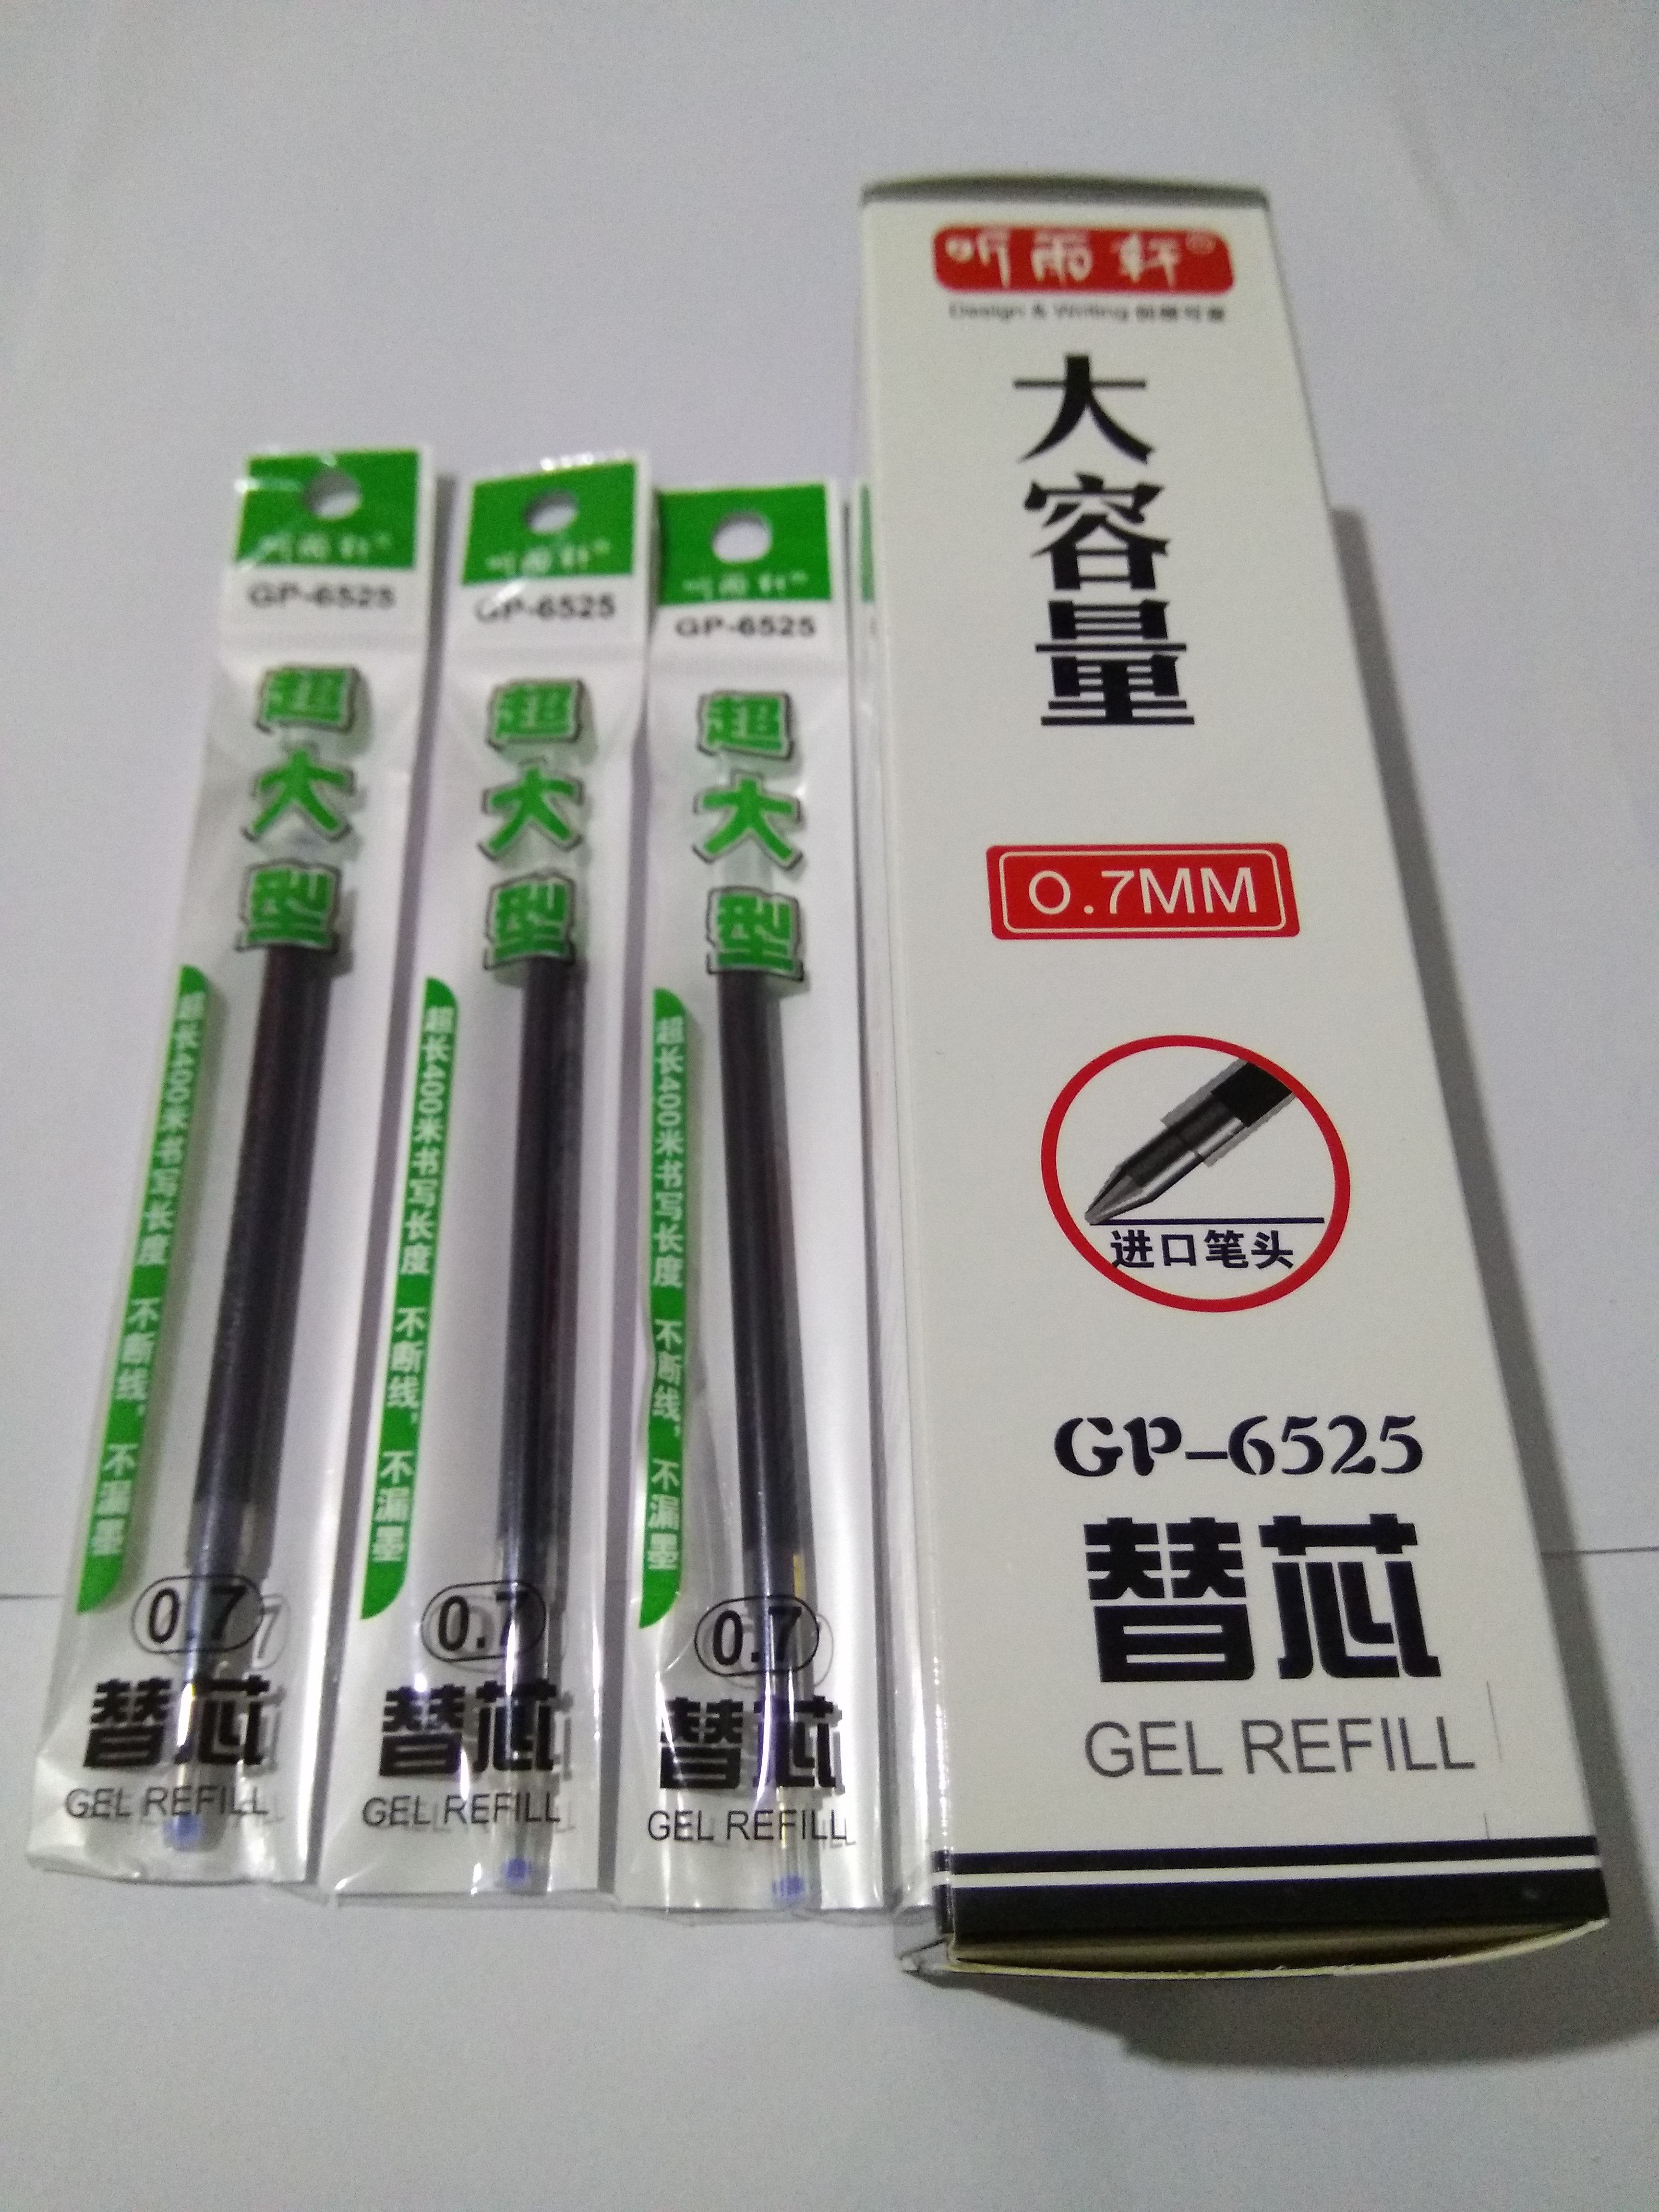 听雨轩
GP-6525
超大型
超长400米书写长度 不断线，不漏墨
0.7
替芯
GEL REFILL
听雨轩
GP-6525
超大型
超长400米书写长度 不断线，不漏墨
0.7
替芯
GEL REFILL
听雨轩
GP-6525
超大型
超长400米书写长度 不断线，不漏墨
0.7
替芯
GEL REFILL
听雨轩®
Design & Writing
大容量
0.7MM
进口笔头
GP-6525
替芯
GEL REFILL